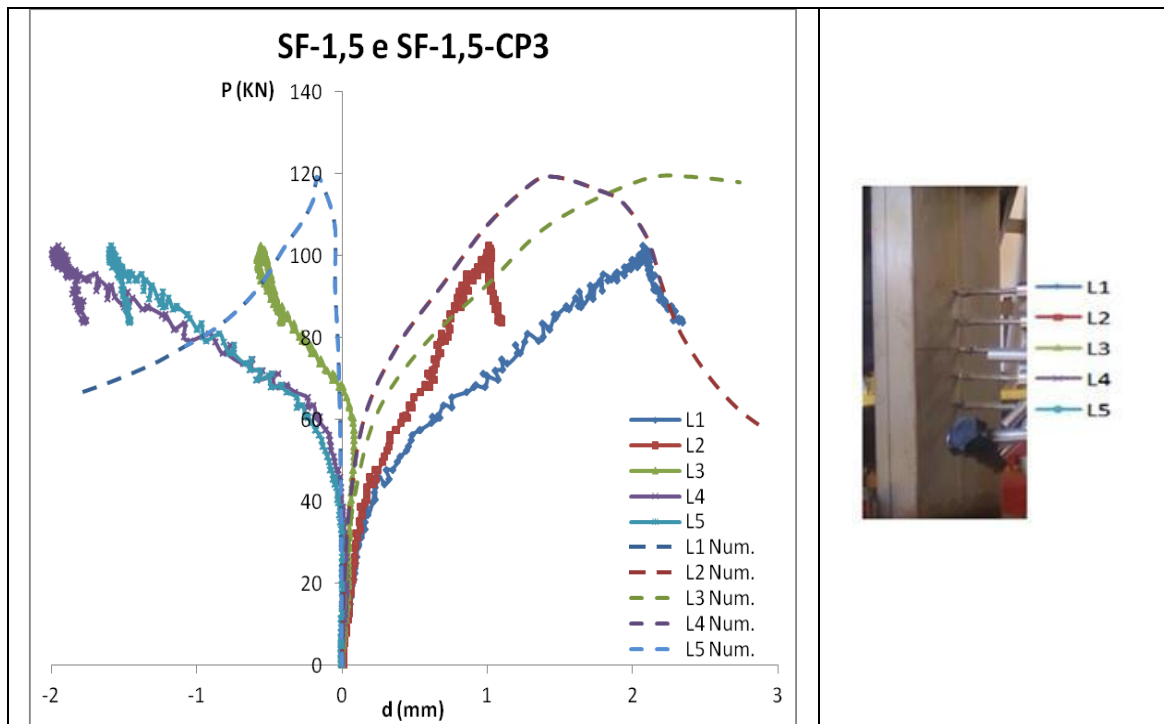 SF-1,5 e SF-1,5-CP3
P (KN)
140
120
100
80
60
40
20
0
-2
-1
0
1
2
3
d (mm)
L1
L2
L3
L4
L5
L1 Num.
L2 Num.
L3 Num.
L4 Num.
L5 Num.
L1
L2
L3
L4
L5